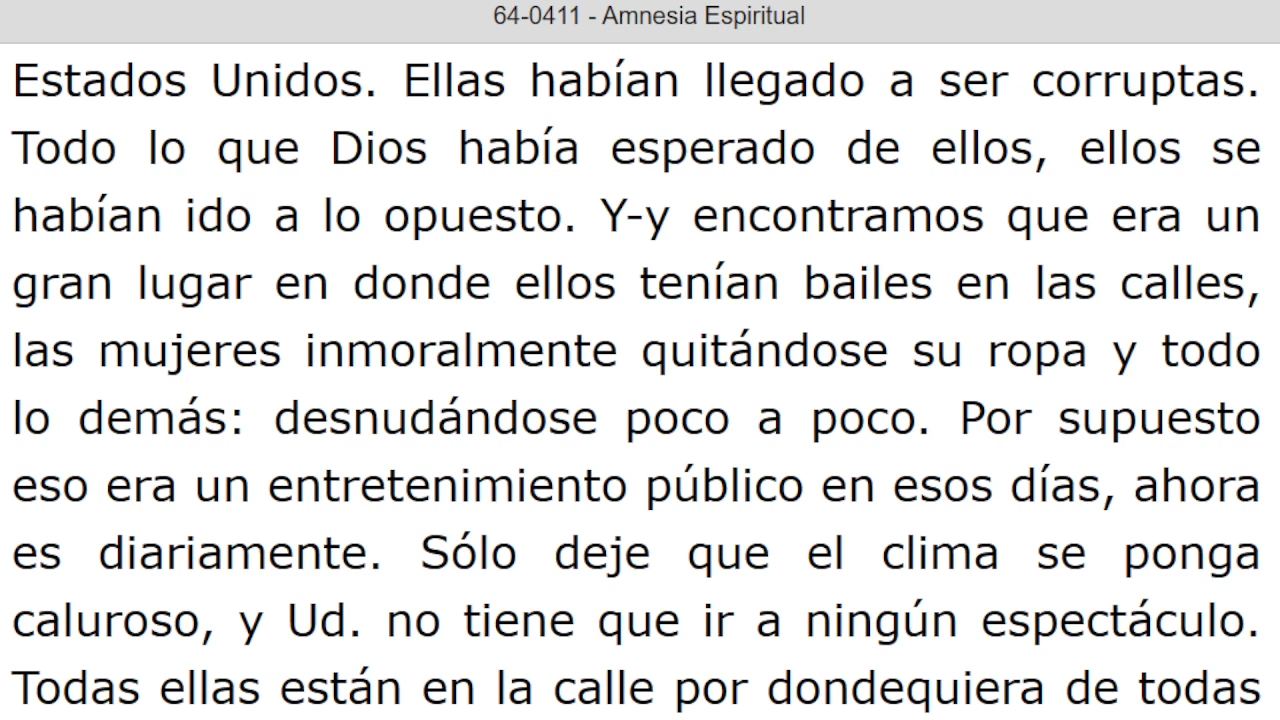 64-0411 - Amnesia Espiritual
Estados Unidos. Ellas habían llegado a ser corruptas.
Todo lo que Dios había esperado de ellos, ellos se
habían ido a lo opuesto. Y-y encontramos que era un
gran lugar en donde ellos tenían bailes en las calles,
las mujeres inmoralmente quitándose su ropa y todo
lo demás: desnudándose poco a poco. Por supuesto
eso era un entretenimiento público en esos días, ahora
es diariamente. Sólo deje que el clima se ponga
caluroso, y Ud. no tiene que ir a ningún espectáculo.
Todas ellas están en la calle por dondequiera de todas